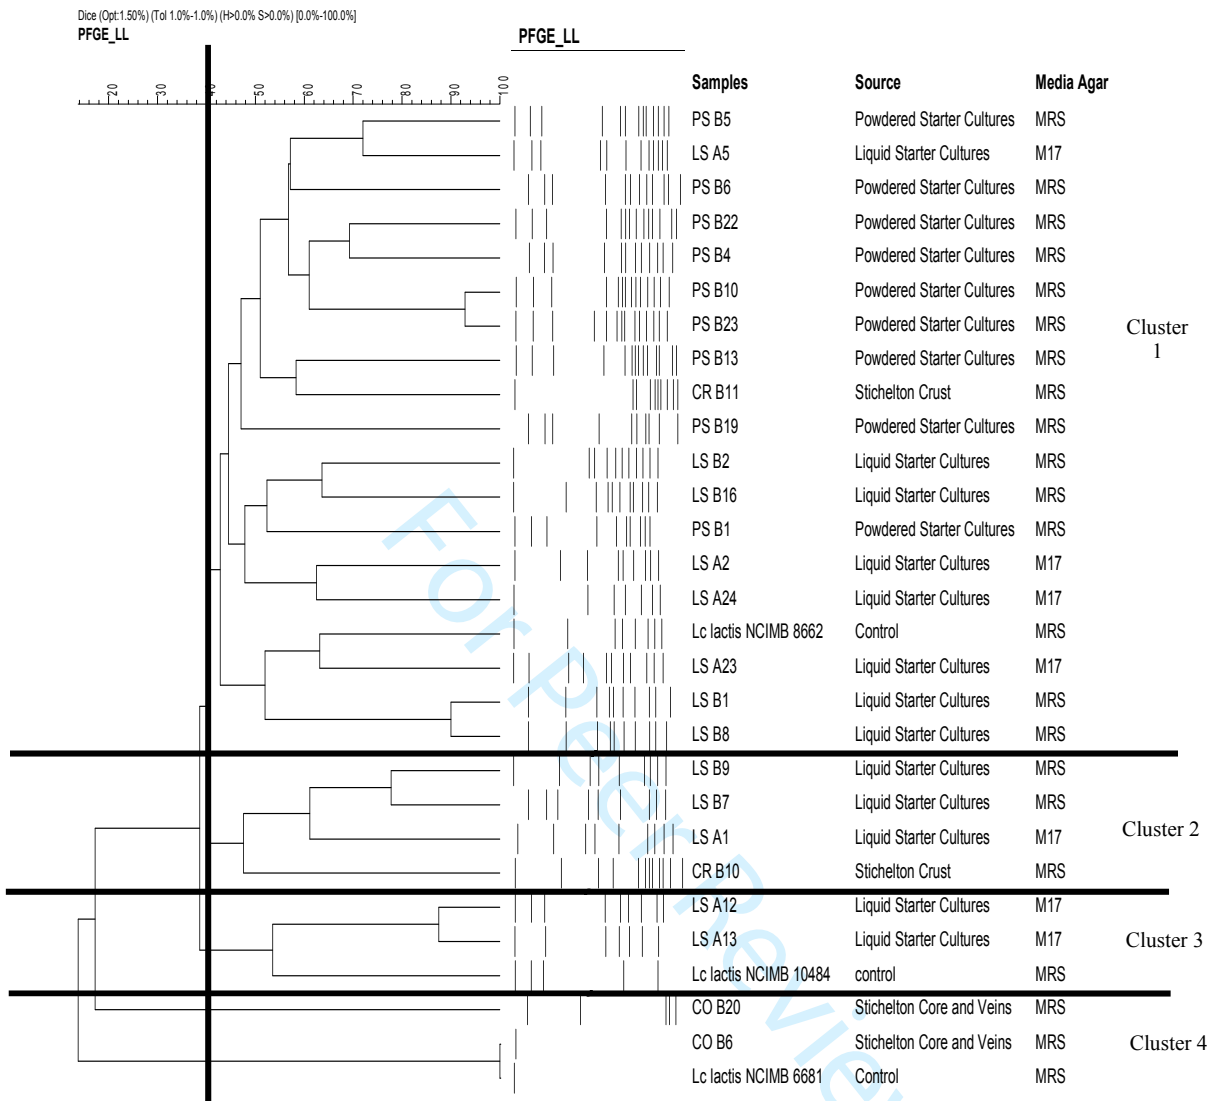 Dice (Opt:1.50%) (Tol 1.0%-1.0%) (H>0.0% S>0.0%) [0.0%-100.0%]
PFGE_LL PFGE_LL
20 30 40 50 60 70 80 90 100
Samples Source Media Agar
PS B5 Powdered Starter Cultures MRS
LS A5 Liquid Starter Cultures M17
PS B6 Powdered Starter Cultures MRS
PS B22 Powdered Starter Cultures MRS
PS B4 Powdered Starter Cultures MRS
PS B10 Powdered Starter Cultures MRS
PS B23 Powdered Starter Cultures MRS
Cluster
1
PS B13 Powdered Starter Cultures MRS
CR B11 Stichelton Crust MRS
PS B19 Powdered Starter Cultures MRS
LS B2 Liquid Starter Cultures MRS
LS B16 Liquid Starter Cultures MRS
PS B1 Powdered Starter Cultures MRS
LS A2 Liquid Starter Cultures M17
LS A24 Liquid Starter Cultures M17
Lc lactis NCIMB 8662 Control MRS
LS A23 Liquid Starter Cultures M17
LS B1 Liquid Starter Cultures MRS
LS B8 Liquid Starter Cultures MRS
LS B9 Liquid Starter Cultures MRS
LS B7 Liquid Starter Cultures MRS
LS A1 Liquid Starter Cultures M17 Cluster 2
CR B10 Stichelton Crust MRS
LS A12 Liquid Starter Cultures M17
LS A13 Liquid Starter Cultures M17 Cluster 3
Lc lactis NCIMB 10484 control MRS
CO B20 Stichelton Core and Veins MRS
CO B6 Stichelton Core and Veins MRS Cluster 4
Lc lactis NCIMB 6681 Control MRS
For Peer Review